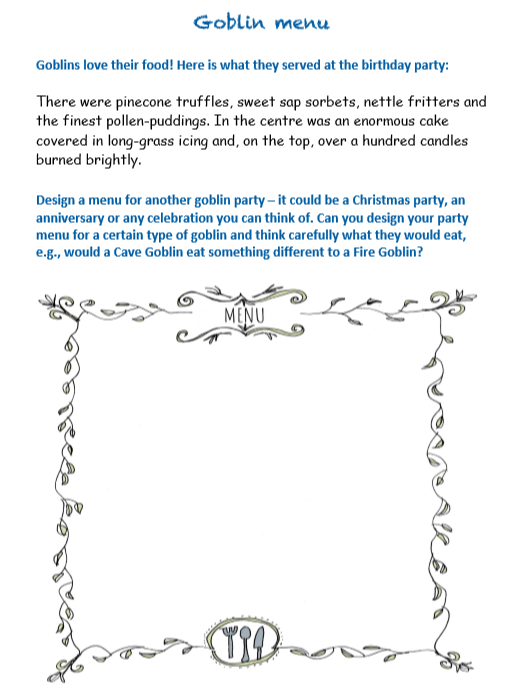 Goblin menu
Goblins love their food! Here is what they served at the birthday party:
There were pinecone truffles, sweet sap sorbets, nettle fritters and
the finest pollen-puddings. In the centre was an enormous cake
covered in long-grass icing and, on the top, over a hundred candles
burned brightly.
Design a menu for another goblin party – it could be a Christmas party, an
anniversary or any celebration you can think of. Can you design your party
menu for a certain type of goblin and think carefully what they would eat,
e.g., would a Cave Goblin eat something different to a Fire Goblin?
MENU